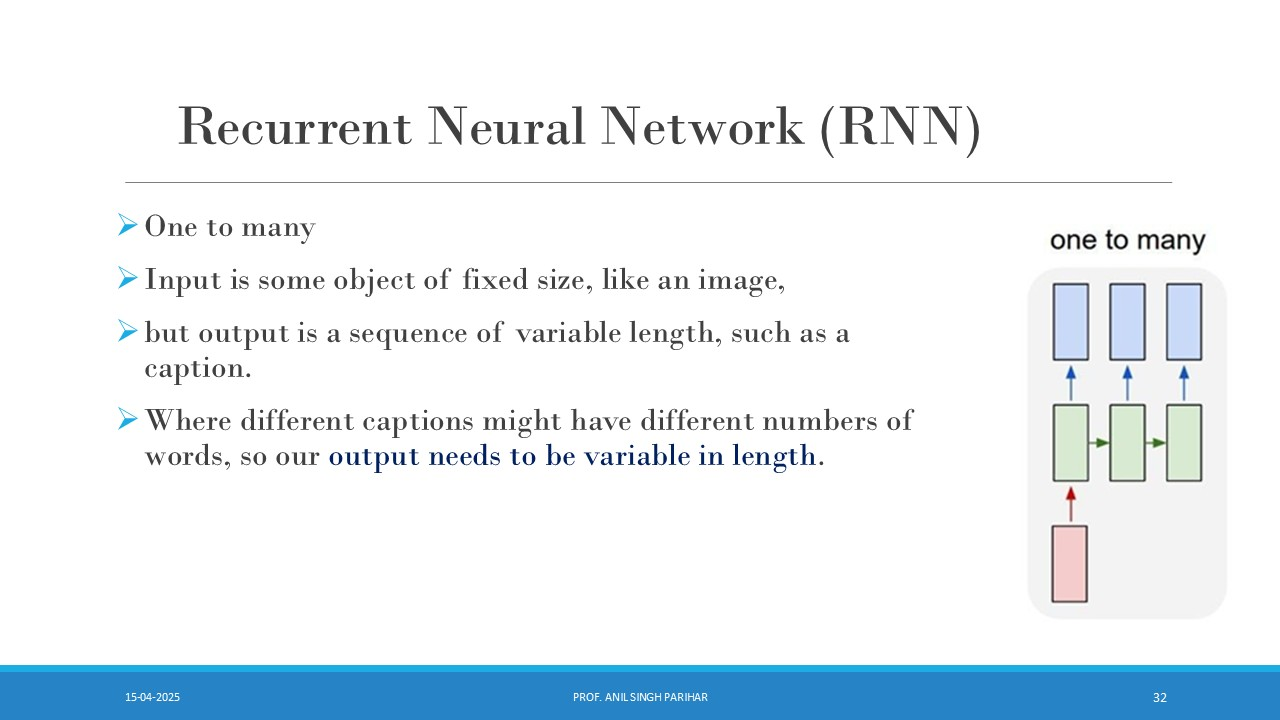 Recurrent Neural Network (RNN)
One to many
Input is some object of fixed size, like an image,
but output is a sequence of variable length, such as a
caption.
Where different captions might have different numbers of
words, so our output needs to be variable in length.
one to many
15-04-2025
PROF. ANIL SINGH PARIHAR
32